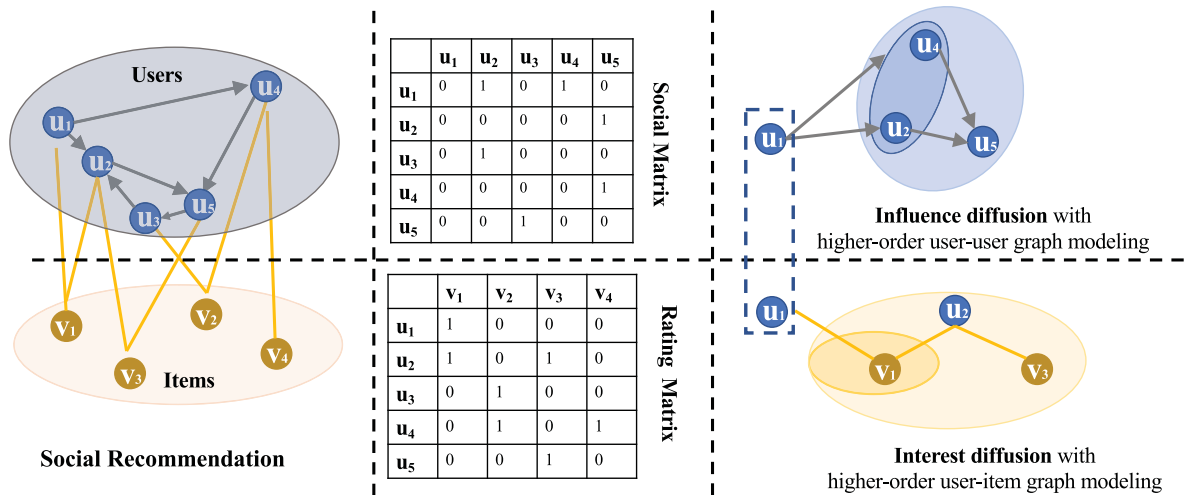 Users
u1
u4
u2
u3
u5
v1
v2
v3
v4
Items
Social Recommendation
u1 u2 u3 u4 u5
u1 0 1 0 1 0
u2 0 0 0 0 1
u3 0 1 0 0 0
u4 0 0 0 0 1
u5 0 0 1 0 0
Social Matrix
v1 v2 v3 v4
u1 1 0 0 0
u2 1 0 1 0
u3 0 1 0 0
u4 0 1 0 1
u5 0 0 1 0
Rating Matrix
u4
u1
u2
u5
Influence diffusion with
higher-order user-user graph modeling
u1
u2
v1
v3
Interest diffusion with
higher-order user-item graph modeling